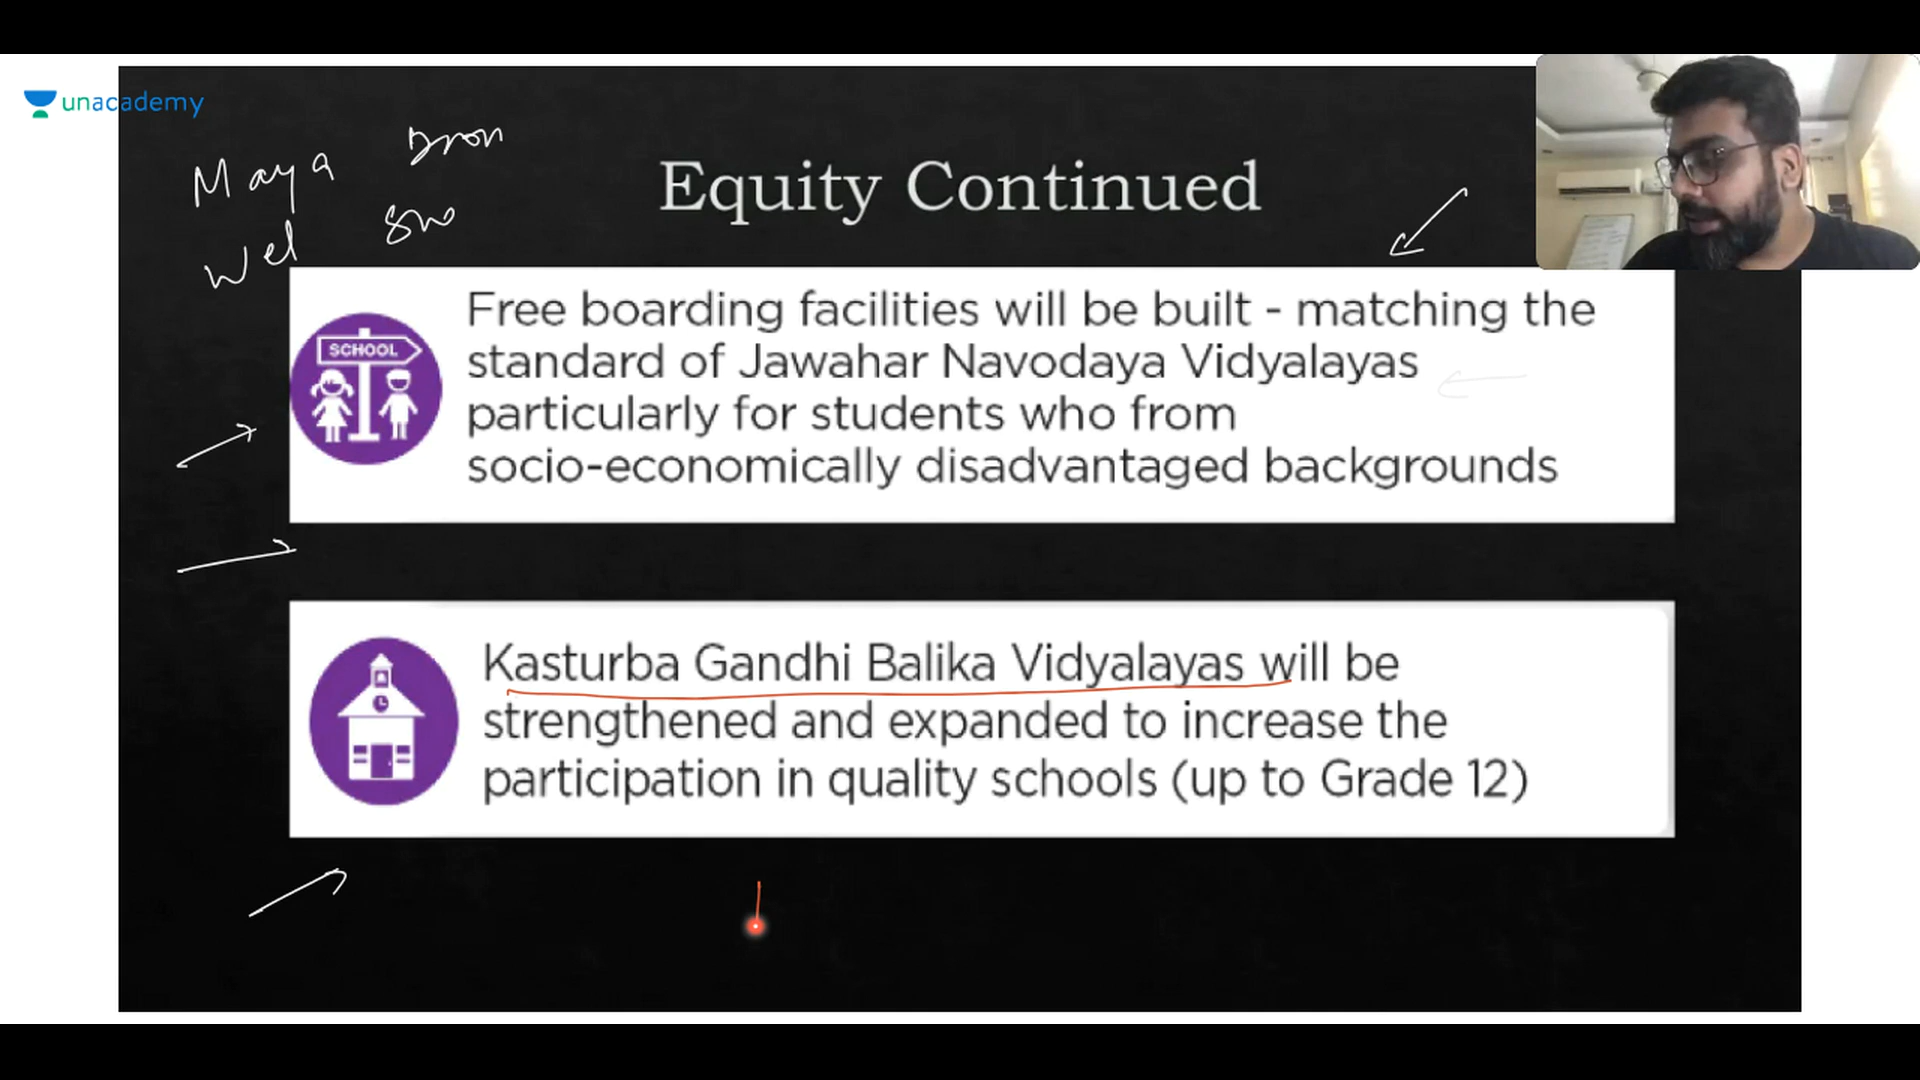 unacademy
Maya
Wel
Equity Continued
SCHOOL
Free boarding facilities will be built - matching the
standard of Jawahar Navodaya Vidyalayas
particularly for students who from
socio-economically disadvantaged backgrounds
Kasturba Gandhi Balika Vidyalayas will be
strengthened and expanded to increase the
participation in quality schools (up to Grade 12)